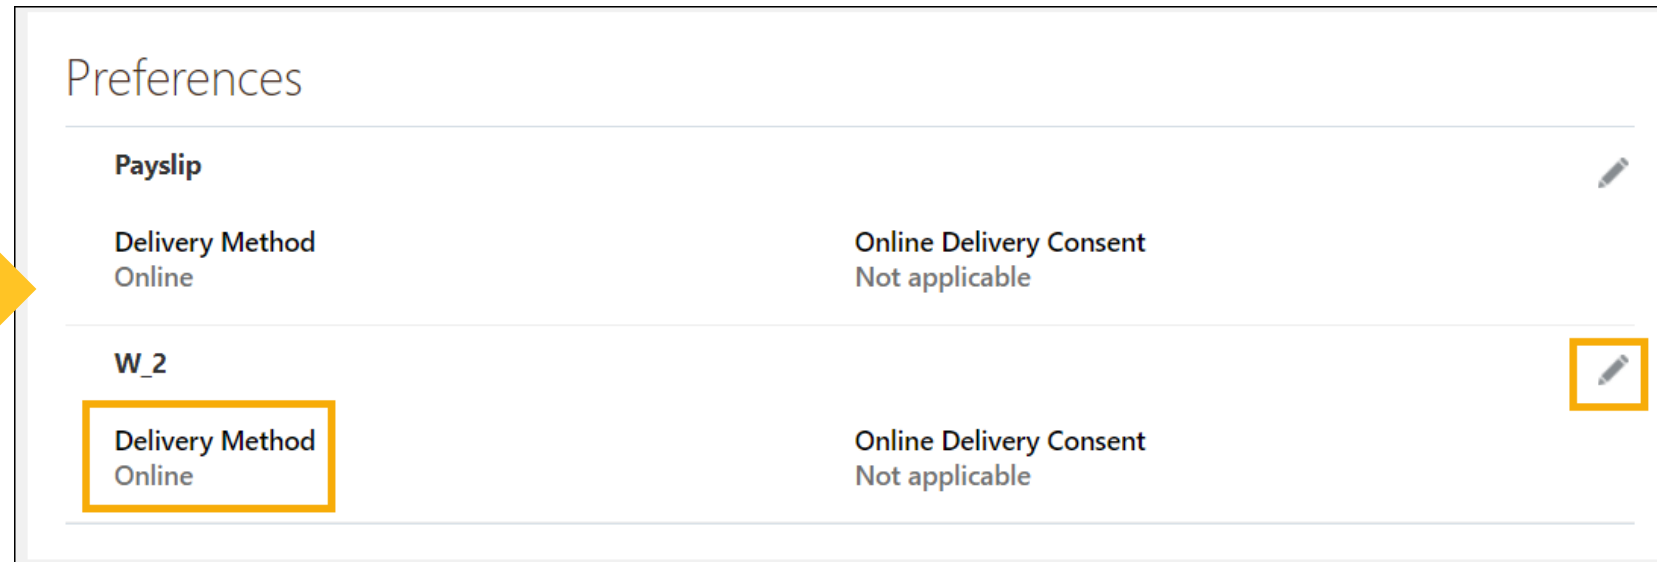 Preferences
Payslip
Delivery Method
Online
Online Delivery Consent
Not applicable
W_2
Delivery Method
Online
Online Delivery Consent
Not applicable